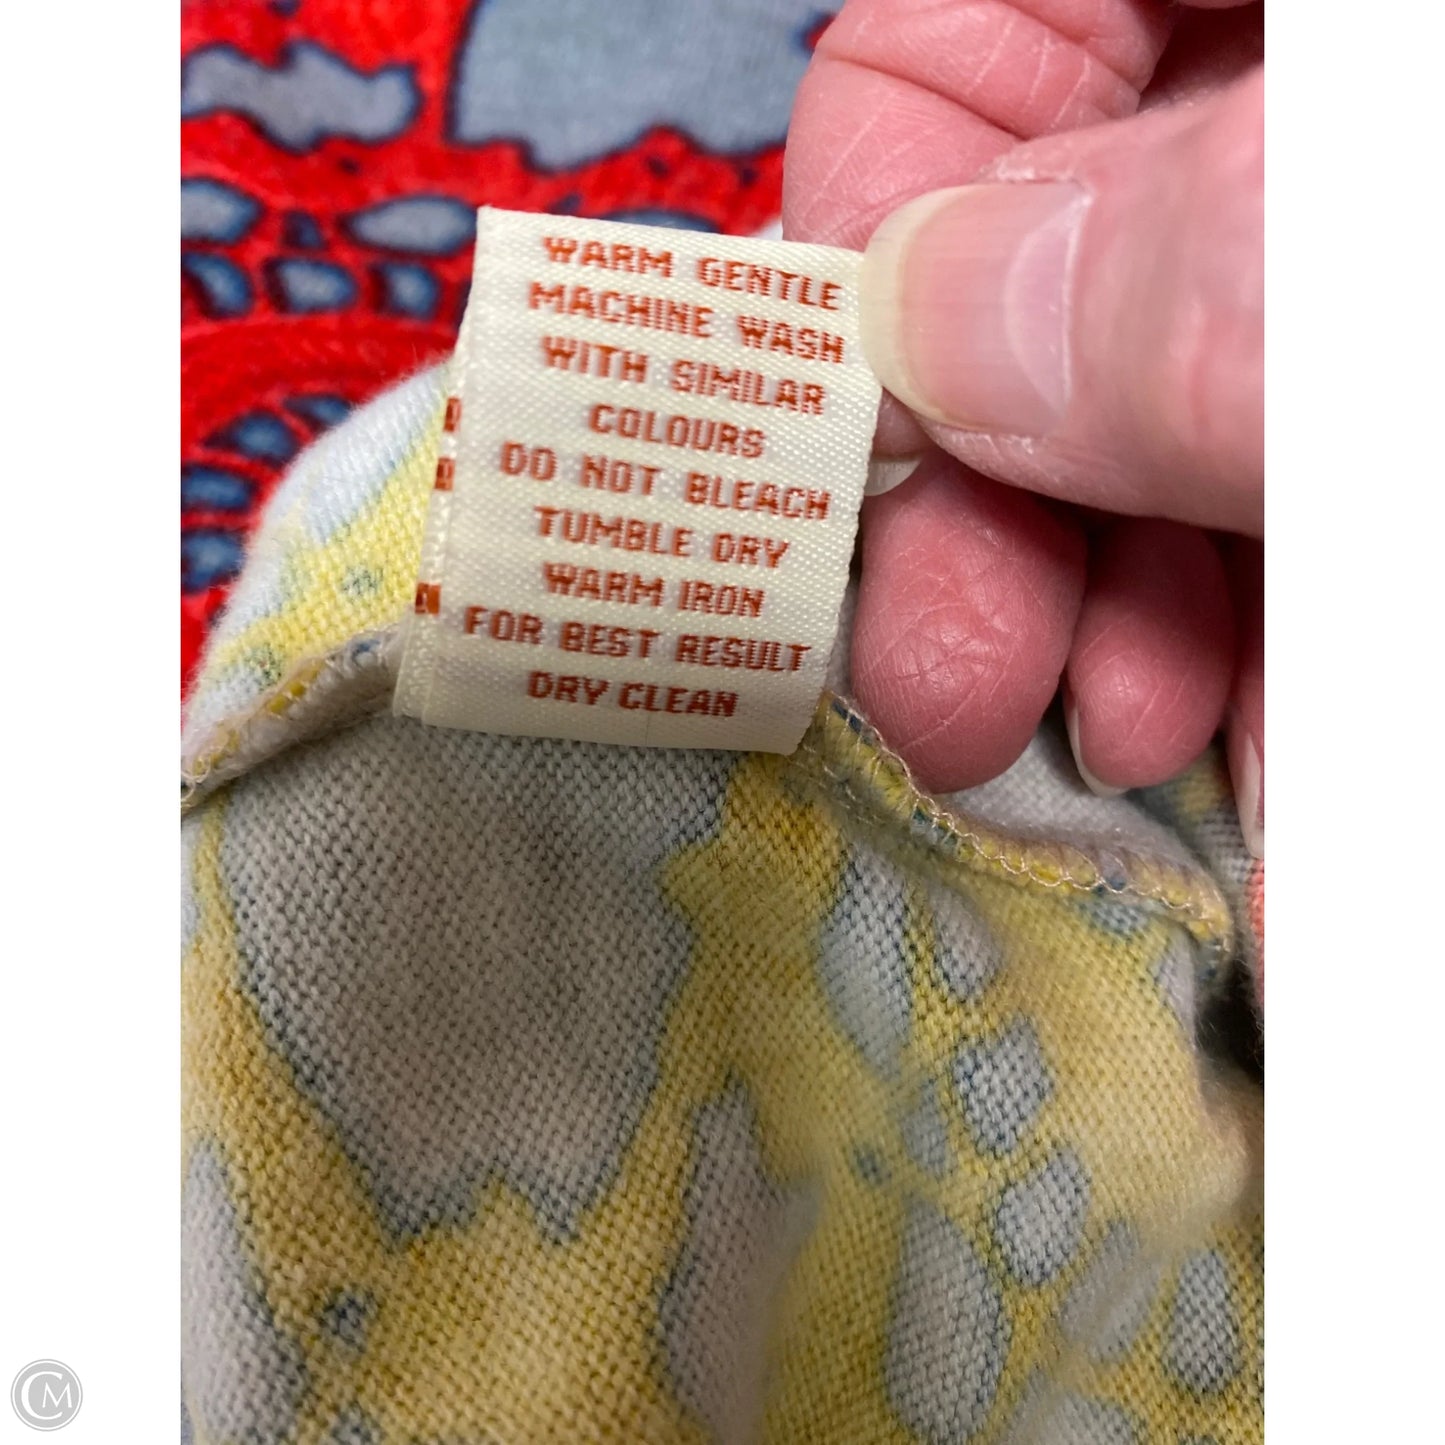 WARM GENTLE
MACHINE WASH
WITH SIMILAR
COLOURS
DO NOT BLEACH
TUMBLE DRY
WARM IRON
FOR BEST RESULT
DRY CLEAN
CM